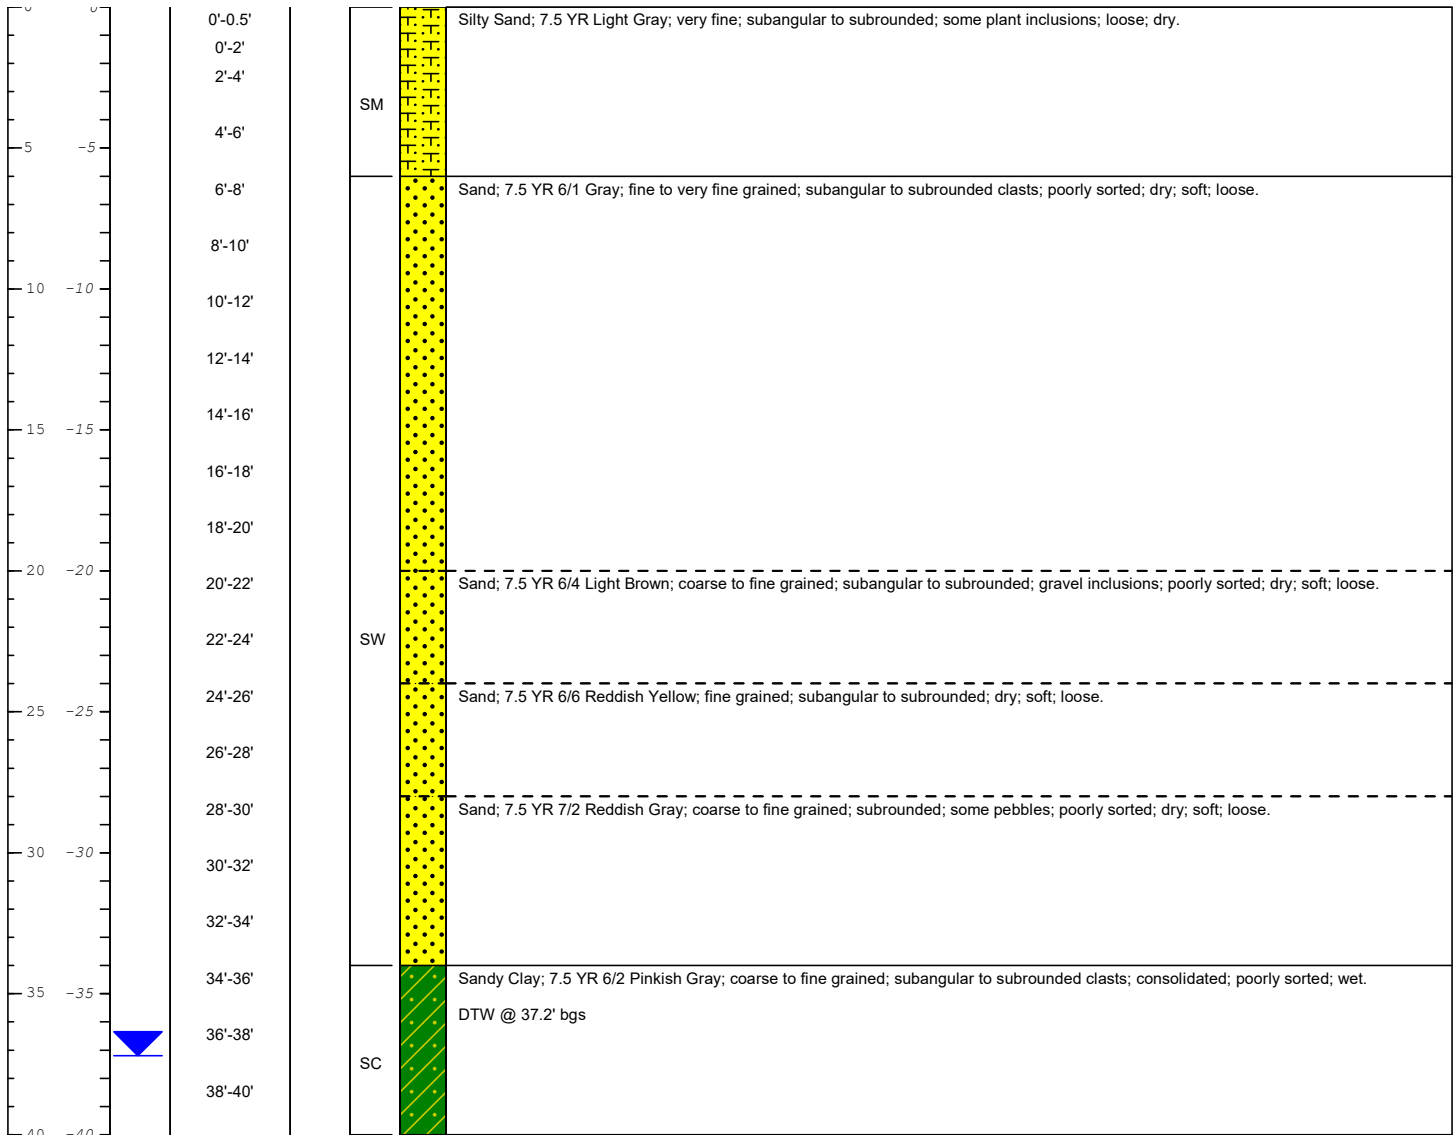 0 0 0'-0.5' Silty Sand; 7.5 YR Light Gray; very fine; subangular to subrounded, some plant inclusions; loose; dry.
0'-2'
2'-4'
SM
4'-6'
5 -5
6'-8' Sand; 7.5 YR 6/1 Gray; fine to very fine grained; subangular to subrounded clasts; poorly sorted; dry; soft; loose.
8'-10'
10 -10
10'-12'
12'-14'
14'-16'
15 -15
16'-18'
18'-20'
20 -20
20'-22' Sand; 7.5 YR 6/4 Light Brown; coarse to fine grained; subangular to subrounded; gravel inclusions; poorly sorted; dry; soft; loose.
22'-24' SW
24'-26' Sand; 7.5 YR 6/6 Reddish Yellow; fine grained; subangular to subrounded; dry; soft; loose.
25 -25
26'-28'
28'-30' Sand; 7.5 YR 7/2 Reddish Gray; coarse to fine grained; subrounded; some pebbles; poorly sorted; dry; soft; loose.
30 -30
30'-32'
32'-34'
34'-36' Sandy Clay; 7.5 YR 6/2 Pinkish Gray; coarse to fine grained; subangular to subrounded clasts; consolidated; poorly sorted; wet.
35 -35
DTW @ 37.2' bgs
36'-38'
SC
38'-40'
40 -40